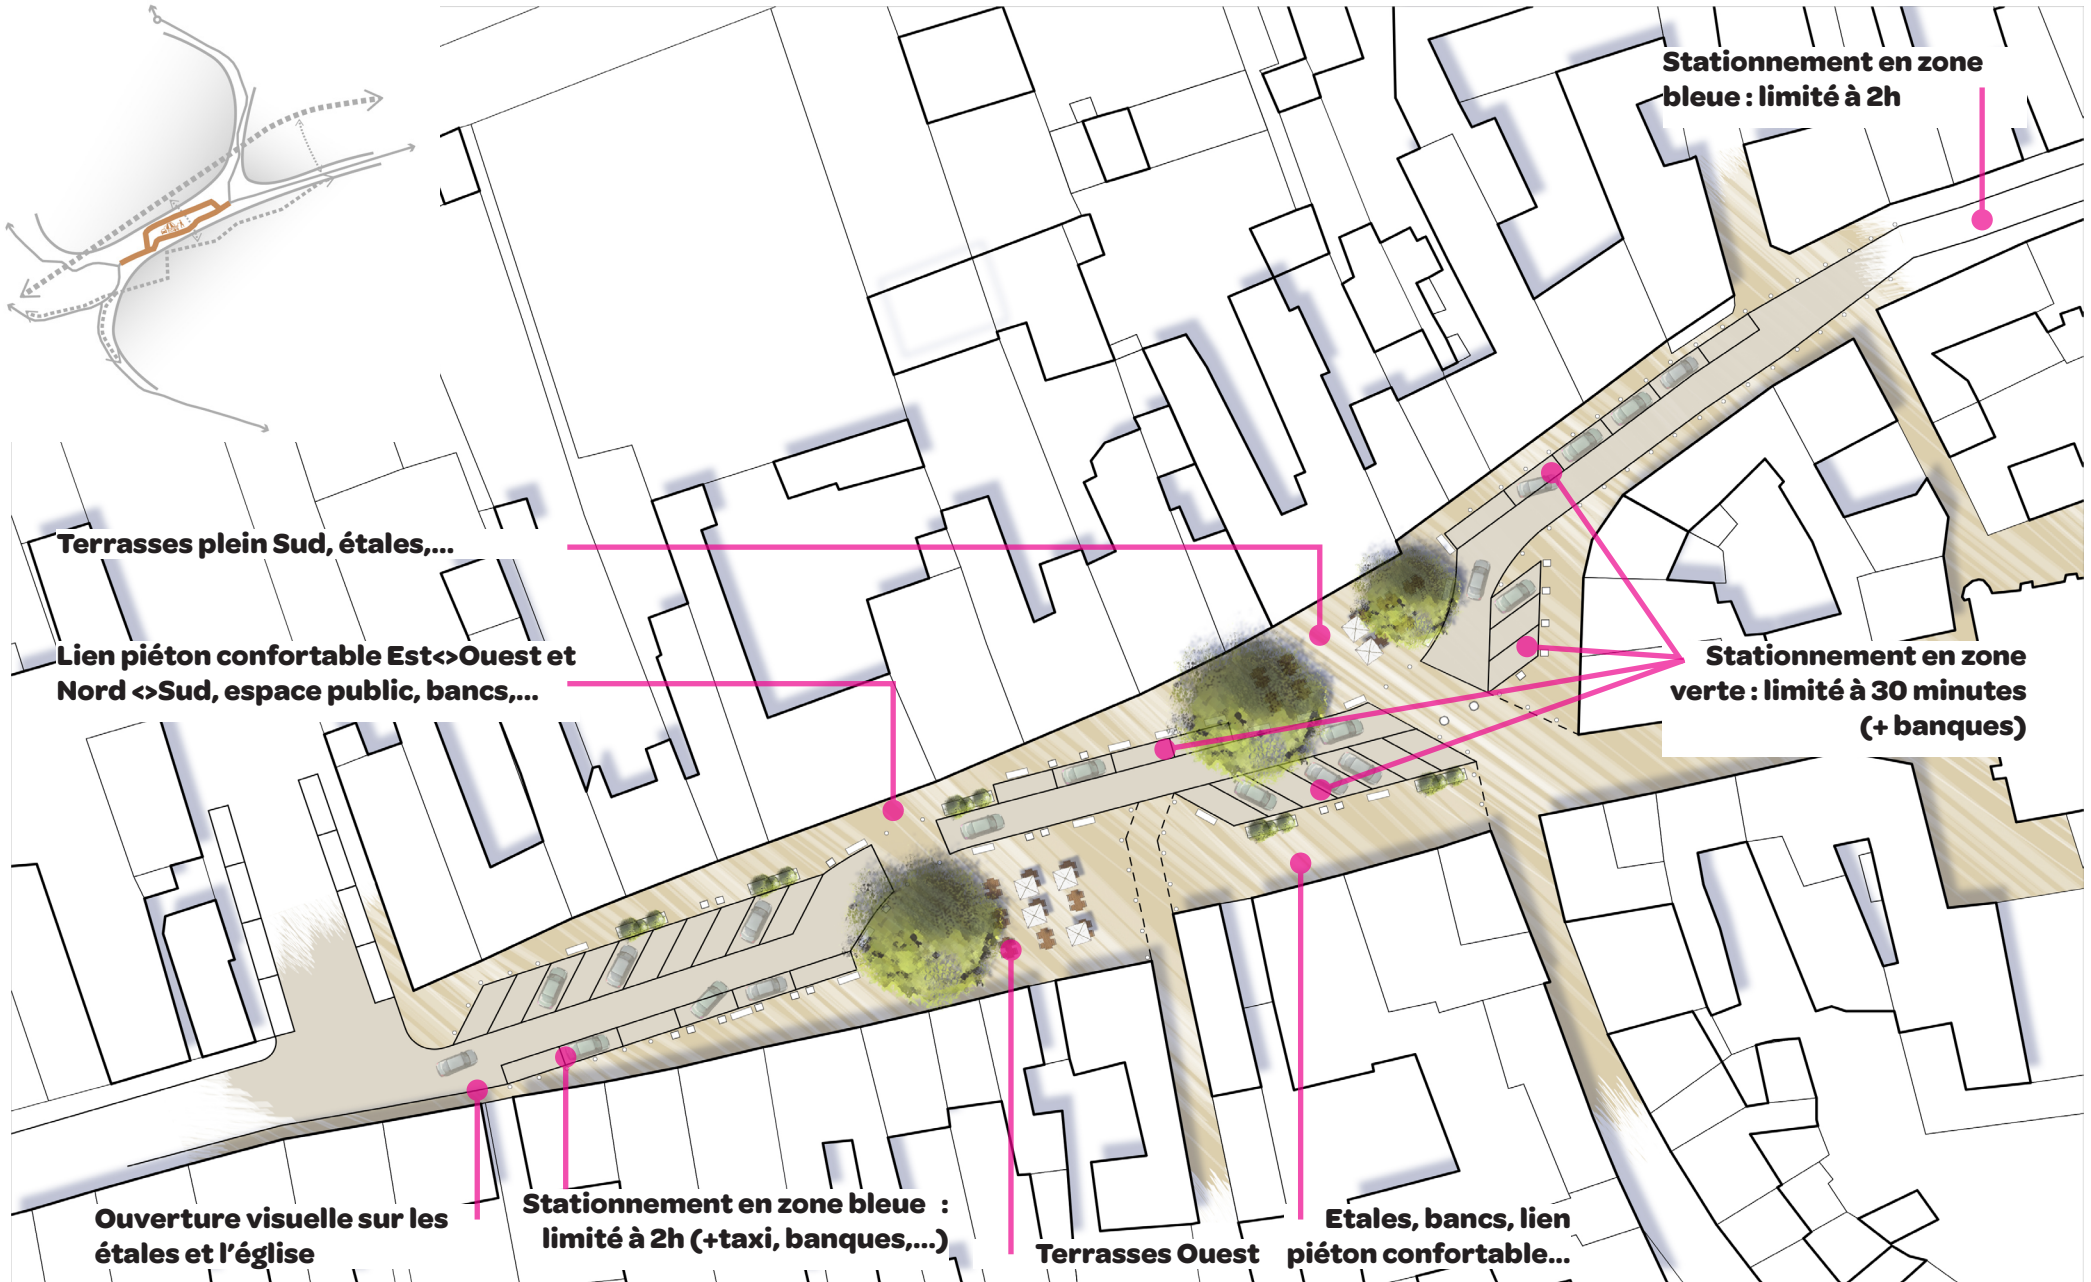 Stationnement en zone
bleue : limité à 2h
Terrasses plein Sud, étales,...
Lien piéton confortable Est<>Ouest et
Nord <>Sud, espace public, bancs,...
Stationnement en zone
verte : limité à 30 minutes
(+ banques)
Ouverture visuelle sur les
étales et l'église
Stationnement en zone bleue :
limité à 2h (+taxi, banques,...)
Terrasses Ouest
Etales, bancs, lien
piéton confortable...